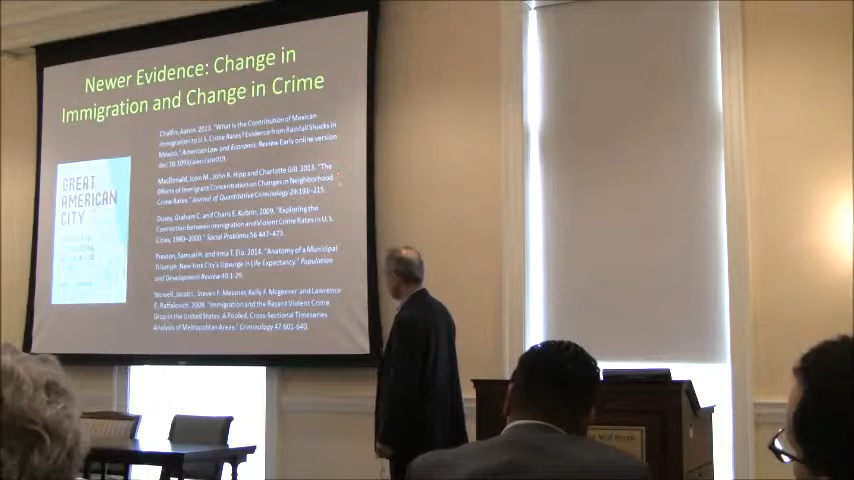 Newer Evidence: Change in
Immigration and Change in Crime
Chalfin, Aaron. 2013. "What is the Contribution of Mexican
Immigration to U.S. Crime Rates? Evidence from Rainfall Shocks in
Mexico." American Law and Economic Review Early online version
doi: 10.1093/aler/aht019.
MacDonald, John M., John R. Hipp and Charlotte Gill. 2013. "The
Effects of Immigrant Concentration on Changes in Neighborhood
Crime Rates." Journal of Quantitative Criminology 29:191–215.
Ousey, Graham C. and Charis E. Kubrin. 2009. "Exploring the
Connection between Immigration and Violent Crime Rates in U.S.
Cities, 1980–2000." Social Problems 56:447–473.
Preston, Samuel H. and Irma T. Elo. 2014. "Anatomy of a Municipal
Triumph: New York City's Upsurge in Life Expectancy." Population
and Development Review 40:1-29.
Stowell, Jacob I., Steven F. Messner, Kelly F. Mcgeever and Lawrence
E. Raffalovich. 2009. "Immigration and the Recent Violent Crime
Drop in the United States: A Pooled, Cross-Sectional Timeseries
Analysis of Metropolitan Areas." Criminology 47:601-640.
GREAT
AMERICAN
CITY
Room